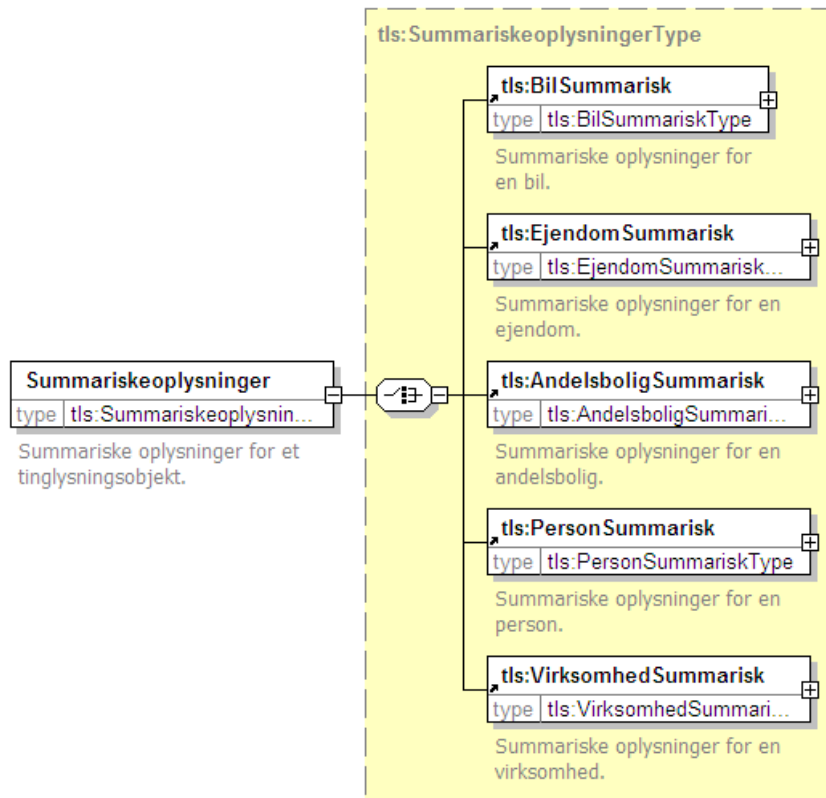 tls:SummariskeoplysningerType
tls:BilSummarisk
type tls:BilSummariskType
Summariske oplysninger for
en bil.
tls:EjendomSummarisk
type tls:EjendomSummarisk...
Summariske oplysninger for en
ejendom.
Summariskeoplysninger
type tls:Summariskeoplysnin...
Summariske oplysninger for et
tinglysningsobjekt.
tls:AndelsboligSummarisk
type tls:AndelsboligSummari...
Summariske oplysninger for en
andelsbolig.
tls:PersonSummarisk
type tls:PersonSummariskType
Summariske oplysninger for en
person.
tls:VirksomhedSummarisk
type tls:VirksomhedSummari...
Summariske oplysninger for en
virksomhed.